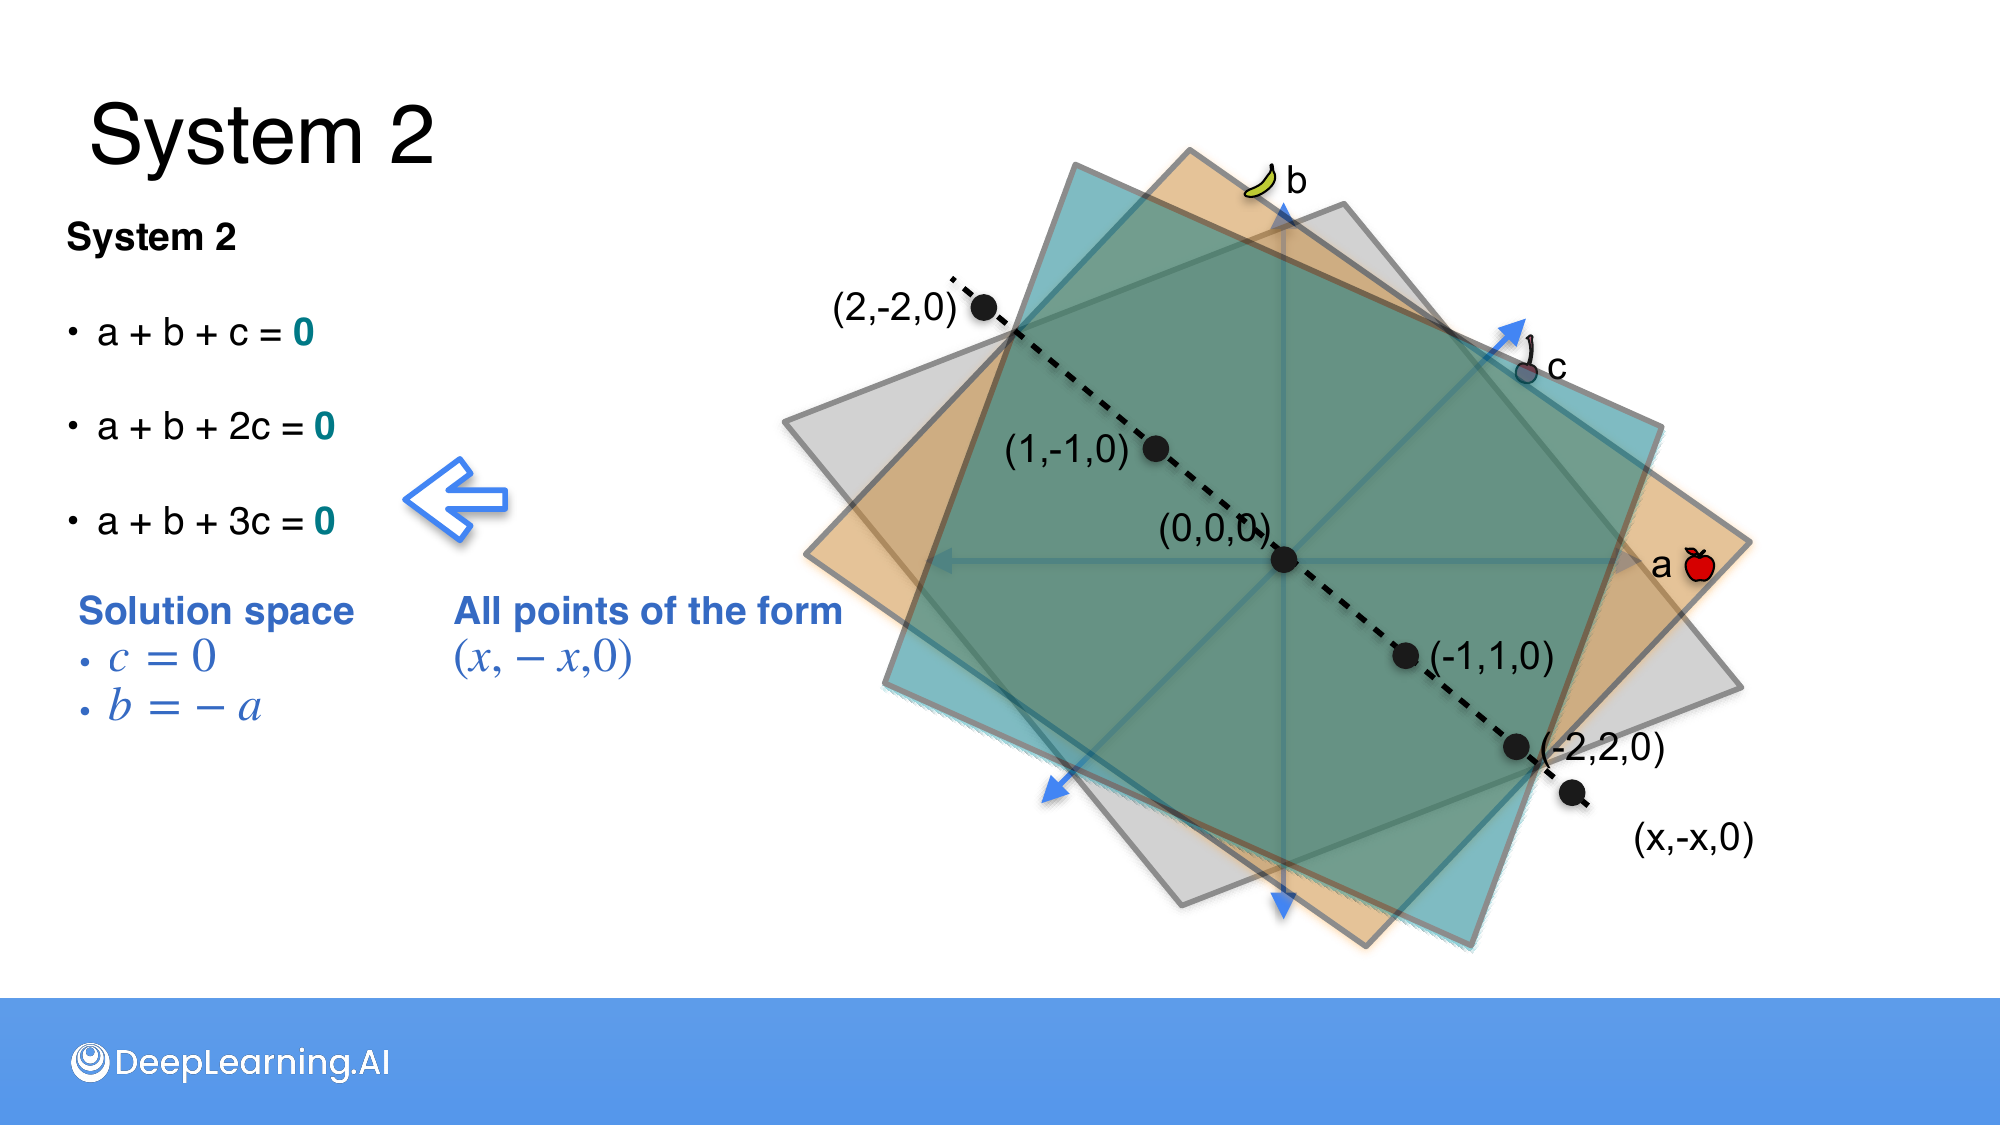 System 2
System 2
• a + b + c = 0
• a + b + 2c = 0
• a + b + 3c = 0
Solution space
• c = 0
• b = − a
All points of the form
(x, − x,0)
b
(2,-2,0)
c
(1,-1,0)
(0,0,0)
a
(-1,1,0)
(-2,2,0)
(x,-x,0)
DeepLearning.AI